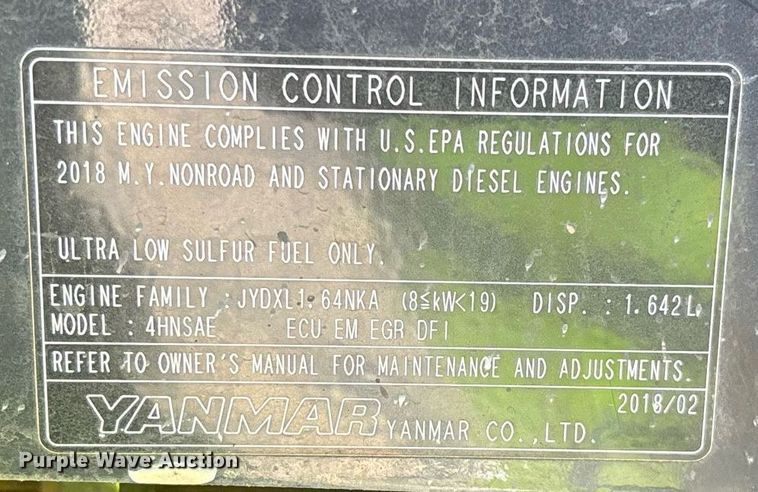 EMISSION CONTROL INFORMATION
THIS ENGINE COMPLIES WITH U.S.EPA REGULATIONS FOR
2018 M.Y.NONROAD AND STATIONARY DIESEL ENGINES.
ULTRA LOW SULFUR FUEL ONLY.
ENGINE FAMILY : JYDXL1.64NKA (8≦kW<19) DISP. : 1.642L
MODEL : 4HNSAE ECU EM EGR DFI
REFER TO OWNER'S MANUAL FOR MAINTENANCE AND ADJUSTMENTS.
2018/02
YANMAR YANMAR CO.,LTD.
Purple Wave Auction